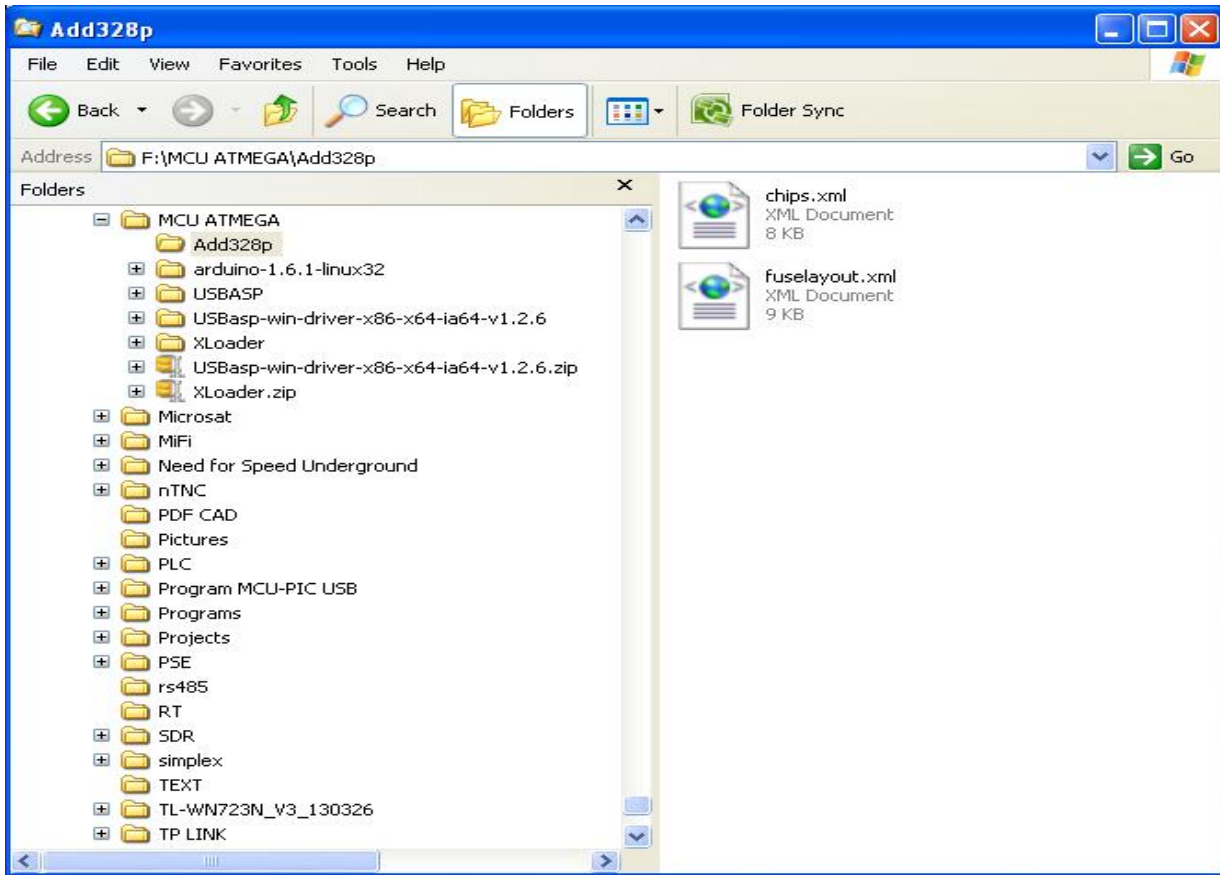 Add328p
File Edit View Favorites Tools Help
Back Search Folders Folder Sync
Address F:\MCU ATMEGA\Add328p Go
Folders
MCU ATMEGA
Add328p
arduino-1.6.1-linux32
USBASP
USBasp-win-driver-x86-x64-ia64-v1.2.6
XLoader
USBasp-win-driver-x86-x64-ia64-v1.2.6.zip
XLoader.zip
Microsat
MiFi
Need for Speed Underground
nTNC
PDF CAD
Pictures
PLC
Program MCU-PIC USB
Programs
Projects
PSE
rs485
RT
SDR
simplex
TEXT
TL-WN723N_V3_130326
TP LINK
chips.xml
XML Document
8 KB
fuselayout.xml
XML Document
9 KB